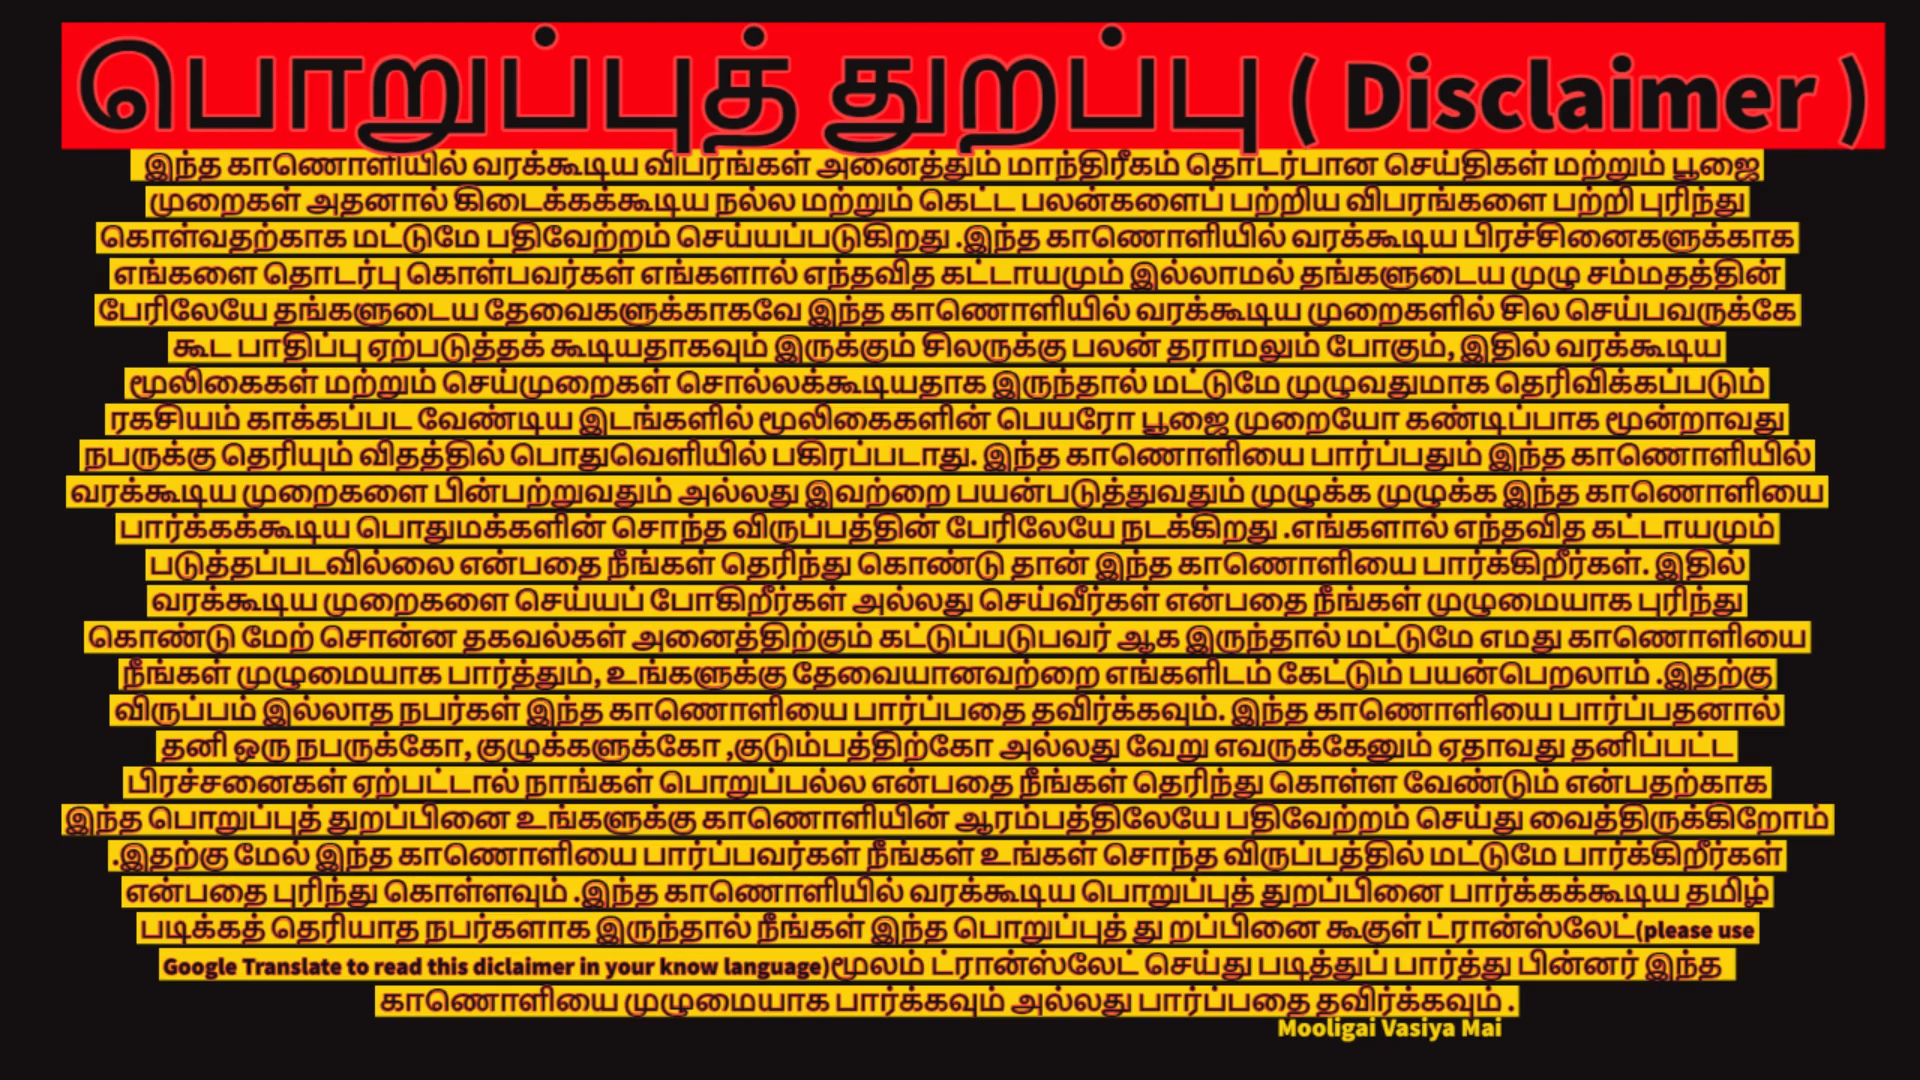 பொறுப்புத் துறப்பு ( Disclaimer )
இந்த காணொளியில் வரக்கூடிய விபரங்கள் அனைத்தும் மாந்திரீகம் தொடர்பான செய்திகள் மற்றும் பூஜை
முறைகள் அதனால் கிடைக்கக்கூடிய நல்ல மற்றும் கெட்ட பலன்களைப் பற்றிய விபரங்களை பற்றி புரிந்து
கொள்வதற்காக மட்டுமே பதிவேற்றம் செய்யப்படுகிறது .இந்த காணொளியில் வரக்கூடிய பிரச்சினைகளுக்காக
எங்களை தொடர்பு கொள்பவர்கள் எங்களால் எந்தவித கட்டாயமும் இல்லாமல் தங்களுடைய முழு சம்மதத்தின்
பேரிலேயே தங்களுடைய தேவைகளுக்காகவே இந்த காணொளியில் வரக்கூடிய முறைகளில் சில செய்பவருக்கே
கூட பாதிப்பு ஏற்படுத்தக் கூடியதாகவும் இருக்கும் சிலருக்கு பலன் தராமலும் போகும், இதில் வரக்கூடிய
மூலிகைகள் மற்றும் செய்முறைகள் சொல்லக்கூடியதாக இருந்தால் மட்டுமே முழுவதுமாக தெரிவிக்கப்படும்
ரகசியம் காக்கப்பட வேண்டிய இடங்களில் மூலிகைகளின் பெயரோ பூஜை முறையோ கண்டிப்பாக மூன்றாவது
நபருக்கு தெரியும் விதத்தில் பொதுவெளியில் பகிரப்படாது. இந்த காணொளியை பார்ப்பதும் இந்த காணொளியில்
வரக்கூடிய முறைகளை பின்பற்றுவதும் அல்லது இவற்றை பயன்படுத்துவதும் முழுக்க முழுக்க இந்த காணொளியை
பார்க்கக்கூடிய பொதுமக்களின் சொந்த விருப்பத்தின் பேரிலேயே நடக்கிறது .எங்களால் எந்தவித கட்டாயமும்
படுத்தப்படவில்லை என்பதை நீங்கள் தெரிந்து கொண்டு தான் இந்த காணொளியை பார்க்கிறீர்கள். இதில்
வரக்கூடிய முறைகளை செய்யப் போகிறீர்கள் அல்லது செய்வீர்கள் என்பதை நீங்கள் முழுமையாக புரிந்து
கொண்டு மேற் சொன்ன தகவல்கள் அனைத்திற்கும் கட்டுப்படுபவர் ஆக இருந்தால் மட்டுமே எமது காணொளியை
நீங்கள் முழுமையாக பார்த்தும், உங்களுக்கு தேவையானவற்றை எங்களிடம் கேட்டும் பயன்பெறலாம் .இதற்கு
விருப்பம் இல்லாத நபர்கள் இந்த காணொளியை பார்ப்பதை தவிர்க்கவும். இந்த காணொளியை பார்ப்பதனால்
தனி ஒரு நபருக்கோ, குழுக்களுக்கோ ,குடும்பத்திற்கோ அல்லது வேறு எவருக்கேனும் ஏதாவது தனிப்பட்ட
பிரச்சனைகள் ஏற்பட்டால் நாங்கள் பொறுப்பல்ல என்பதை நீங்கள் தெரிந்து கொள்ள வேண்டும் என்பதற்காக
இந்த பொறுப்புத் துறப்பினை உங்களுக்கு காணொளியின் ஆரம்பத்திலேயே பதிவேற்றம் செய்து வைத்திருக்கிறோம்
.இதற்கு மேல் இந்த காணொளியை பார்ப்பவர்கள் நீங்கள் உங்கள் சொந்த விருப்பத்தில் மட்டுமே பார்க்கிறீர்கள்
என்பதை புரிந்து கொள்ளவும் .இந்த காணொளியில் வரக்கூடிய பொறுப்புத் துறப்பினை பார்க்கக்கூடிய தமிழ்
படிக்கத் தெரியாத நபர்களாக இருந்தால் நீங்கள் இந்த பொறுப்புத் து றப்பினை கூகுள் ட்ரான்ஸ்லேட்(please use
Google Translate to read this diclaimer in your know language)மூலம் ட்ரான்ஸ்லேட் செய்து படித்துப் பார்த்து பின்னர் இந்த
காணொளியை முழுமையாக பார்க்கவும் அல்லது பார்ப்பதை தவிர்க்கவும் .
Mooligai Vasiya Mai